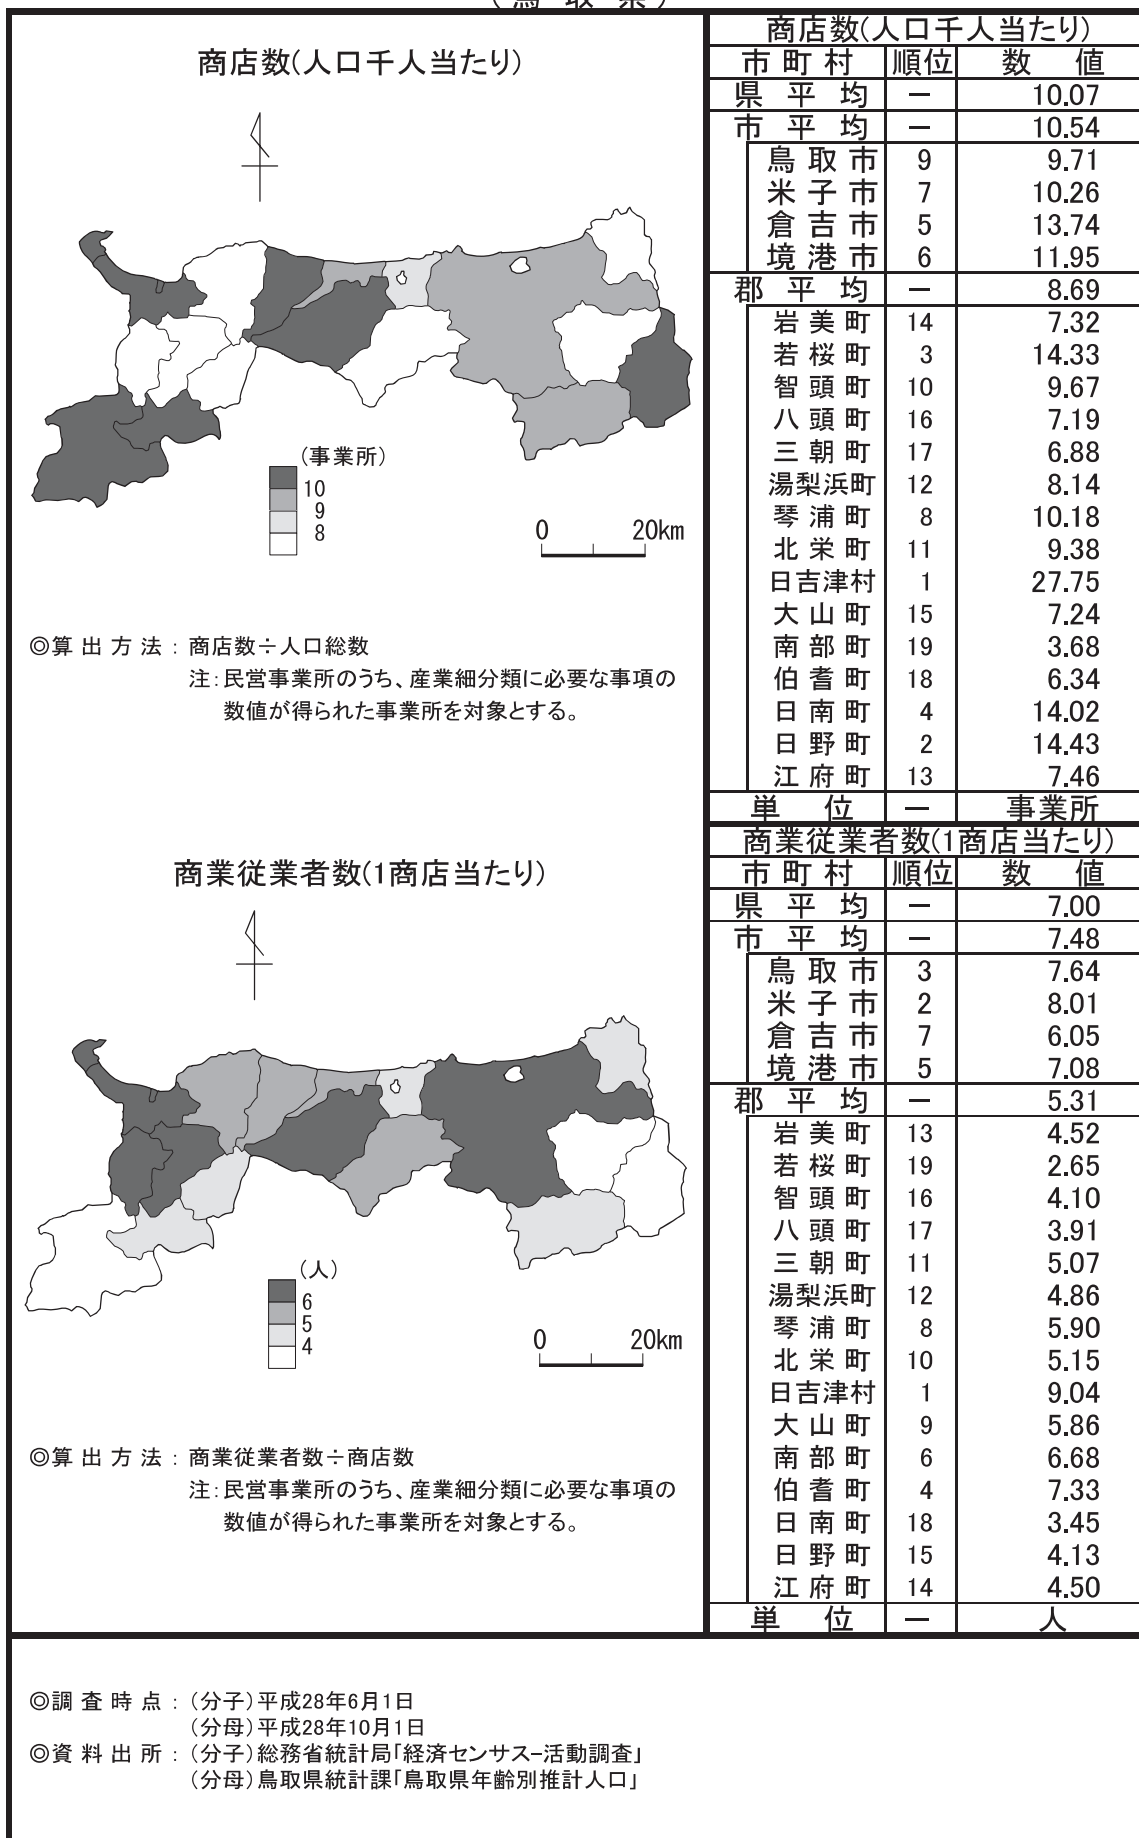 (鳥取県)
商店数(人口千人当たり)
(事業所)
10
9
8
0 20km
◎算出方法：商店数÷人口総数
注：民営事業所のうち、産業細分類に必要な事項の
数値が得られた事業所を対象とする。
商店数(人口千人当たり)
市町村 順位 数値
県平均 － 10.07
市平均 － 10.54
鳥取市 9 9.71
米子市 7 10.26
倉吉市 5 13.74
境港市 6 11.95
郡平均 － 8.69
岩美町 14 7.32
若桜町 3 14.33
智頭町 10 9.67
八頭町 16 7.19
三朝町 17 6.88
湯梨浜町 12 8.14
琴浦町 8 10.18
北栄町 11 9.38
日吉津村 1 27.75
大山町 15 7.24
南部町 19 3.68
伯耆町 18 6.34
日南町 4 14.02
日野町 2 14.43
江府町 13 7.46
単位 － 事業所
商業従業者数(1商店当たり)
(人)
6
5
4
0 20km
◎算出方法：商業従業者数÷商店数
注：民営事業所のうち、産業細分類に必要な事項の
数値が得られた事業所を対象とする。
商業従業者数(1商店当たり)
市町村 順位 数値
県平均 － 7.00
市平均 － 7.48
鳥取市 3 7.64
米子市 2 8.01
倉吉市 7 6.05
境港市 5 7.08
郡平均 － 5.31
岩美町 13 4.52
若桜町 19 2.65
智頭町 16 4.10
八頭町 17 3.91
三朝町 11 5.07
湯梨浜町 12 4.86
琴浦町 8 5.90
北栄町 10 5.15
日吉津村 1 9.04
大山町 9 5.86
南部町 6 6.68
伯耆町 4 7.33
日南町 18 3.45
日野町 15 4.13
江府町 14 4.50
単位 － 人
◎調査時点：(分子)平成28年6月1日
(分母)平成28年10月1日
◎資料出所：(分子)総務省統計局「経済センサス-活動調査」
(分母)鳥取県統計課「鳥取県年齢別推計人口」